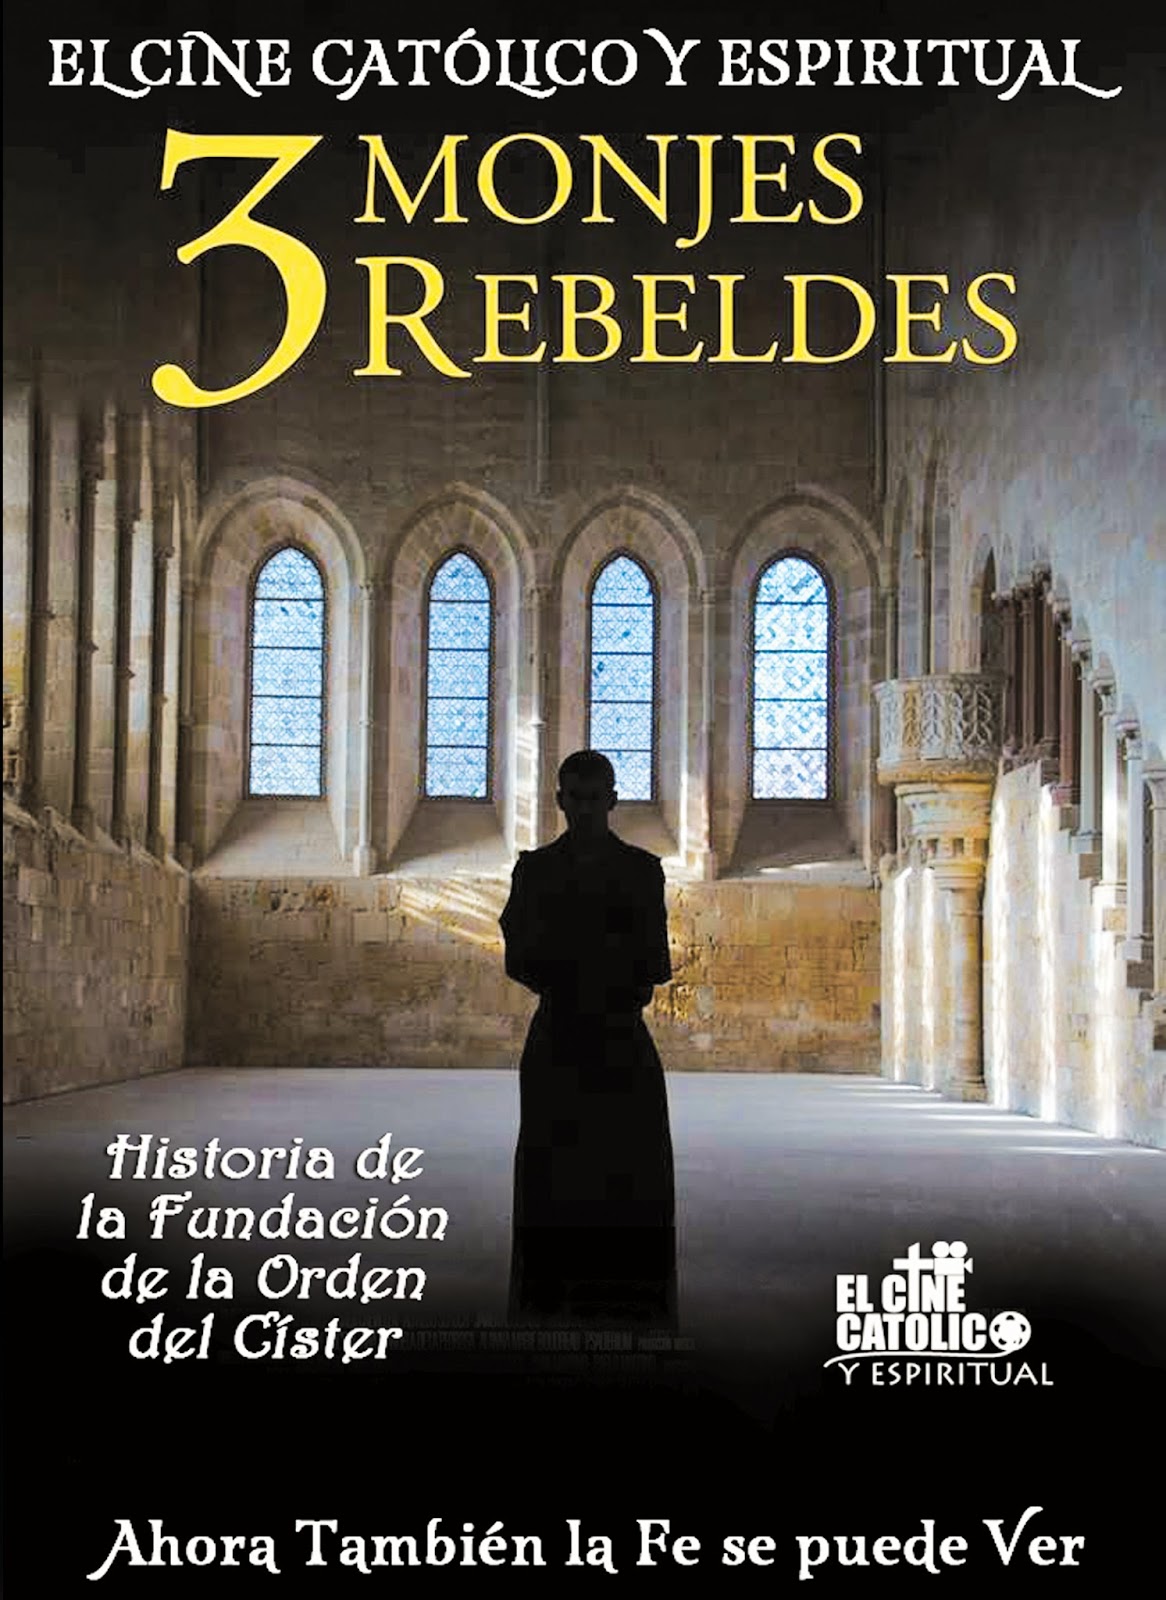 EL CINE CATÓLICO Y ESPIRITUAL
3 MONJES
REBELDES
Historia de
la Fundación
de la Orden
del Císter
EL CINE
CATOLICO
Y ESPIRITUAL
Ahora También la Fe se puede Ver